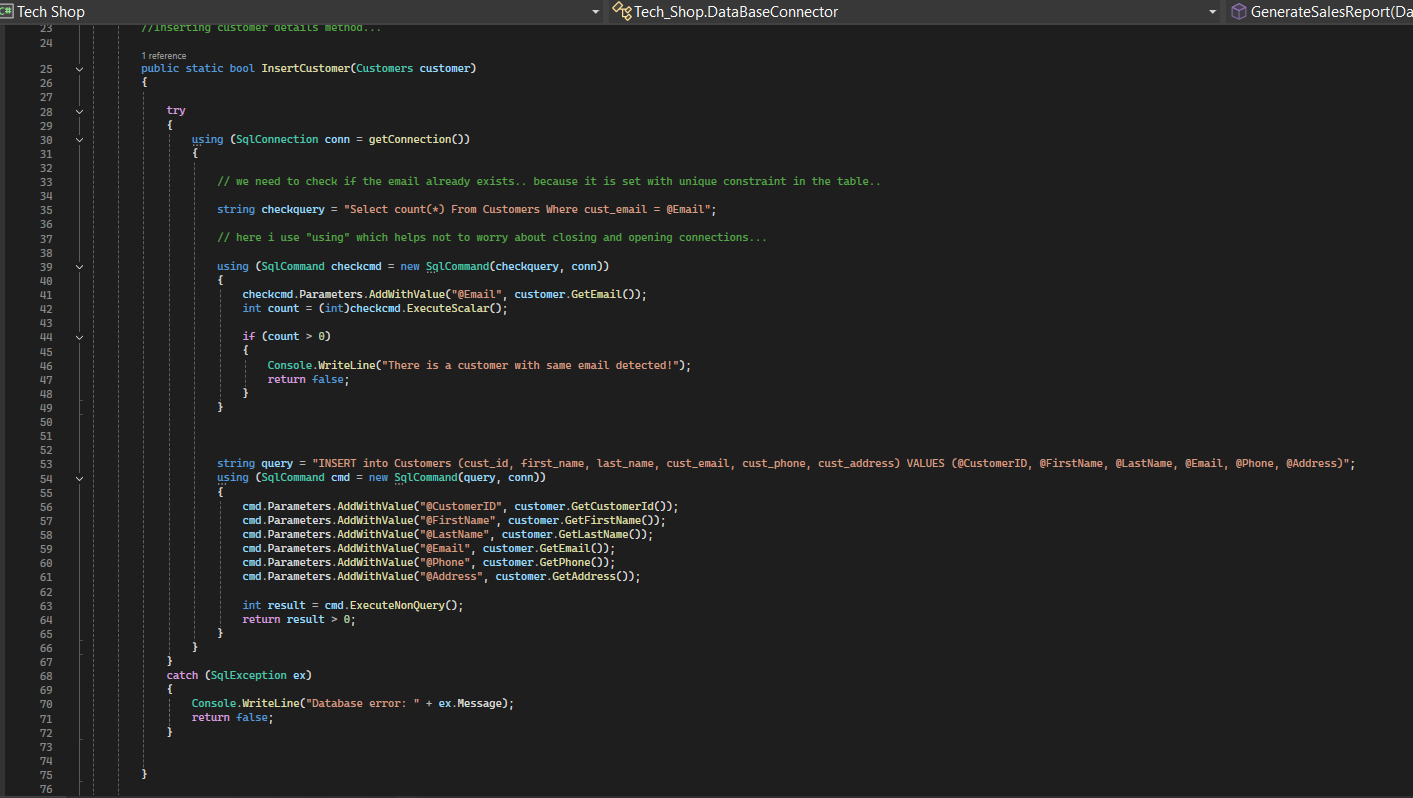 C# Tech Shop Tech_Shop.DataBaseConnector GenerateSalesReport(Da
23 //Inserting customer details method...
24
1 reference
25 public static bool InsertCustomer(Customers customer)
26 {
27
28 try
29 {
30 using (SqlConnection conn = getConnection())
31 {
32
33 // we need to check if the email already exists.. because it is set with unique constraint in the table..
34
35 string checkquery = "Select count(*) From Customers Where cust_email = @Email";
36
37 // here i use "using" which helps not to worry about closing and opening connections...
38
39 using (SqlCommand checkcmd = new SqlCommand(checkquery, conn))
40 {
41 checkcmd.Parameters.AddWithValue("@Email", customer.GetEmail());
42 int count = (int)checkcmd.ExecuteScalar();
43
44 if (count > 0)
45 {
46 Console.WriteLine("There is a customer with same email detected!");
47 return false;
48 }
49 }
50
51
52
53 string query = "INSERT into Customers (cust_id, first_name, last_name, cust_email, cust_phone, cust_address) VALUES (@CustomerID, @FirstName, @LastName, @Email, @Phone, @Address)";
54 using (SqlCommand cmd = new SqlCommand(query, conn))
55 {
56 cmd.Parameters.AddWithValue("@CustomerID", customer.GetCustomerId());
57 cmd.Parameters.AddWithValue("@FirstName", customer.GetFirstName());
58 cmd.Parameters.AddWithValue("@LastName", customer.GetLastName());
59 cmd.Parameters.AddWithValue("@Email", customer.GetEmail());
60 cmd.Parameters.AddWithValue("@Phone", customer.GetPhone());
61 cmd.Parameters.AddWithValue("@Address", customer.GetAddress());
62
63 int result = cmd.ExecuteNonQuery();
64 return result > 0;
65 }
66 }
67 }
68 catch (SqlException ex)
69 {
70 Console.WriteLine("Database error: " + ex.Message);
71 return false;
72 }
73
74
75 }
76